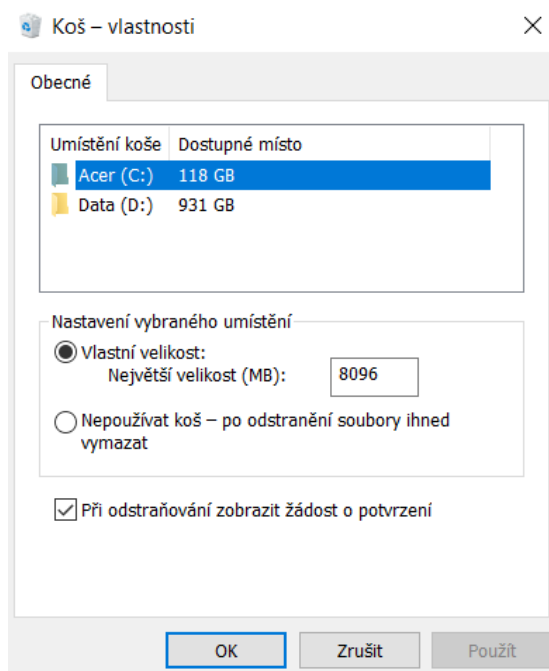 Koš – vlastnosti
Obecné
Umístění koše Dostupné místo
Acer (C:) 118 GB
Data (D:) 931 GB
Nastavení vybraného umístění
Vlastní velikost:
Největší velikost (MB): 8096
Nepoužívat koš – po odstranění soubory ihned
vymazat
Při odstraňování zobrazit žádost o potvrzení
OK Zrušit Použít